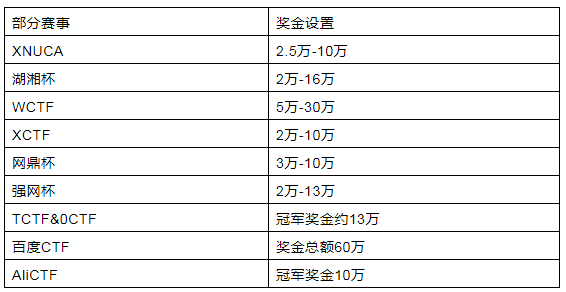 部分赛事 奖金设置
XNUCA 2.5万-10万
湖湘杯 2万-16万
WCTF 5万-30万
XCTF 2万-10万
网鼎杯 3万-10万
强网杯 2万-13万
TCTF&0CTF 冠军奖金约13万
百度CTF 奖金总额60万
AliCTF 冠军奖金10万